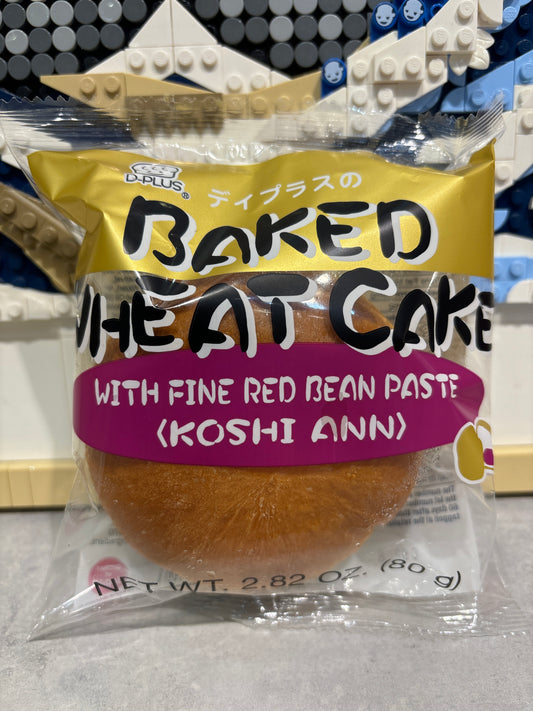 D-PLUS®
デイプラスの
BAKED
WHEAT CAKE
WITH FINE RED BEAN PASTE
〈KOSHI ANN〉
NET WT. 2.82 OZ. (80 g)